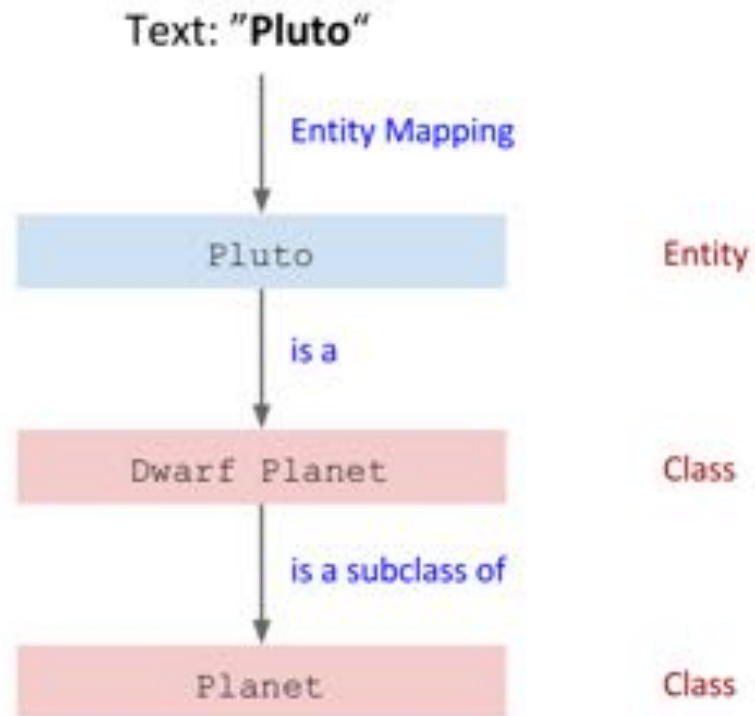 Text: ”Pluto“
Entity Mapping
Pluto
Entity
is a
Dwarf Planet
Class
is a subclass of
Planet
Class